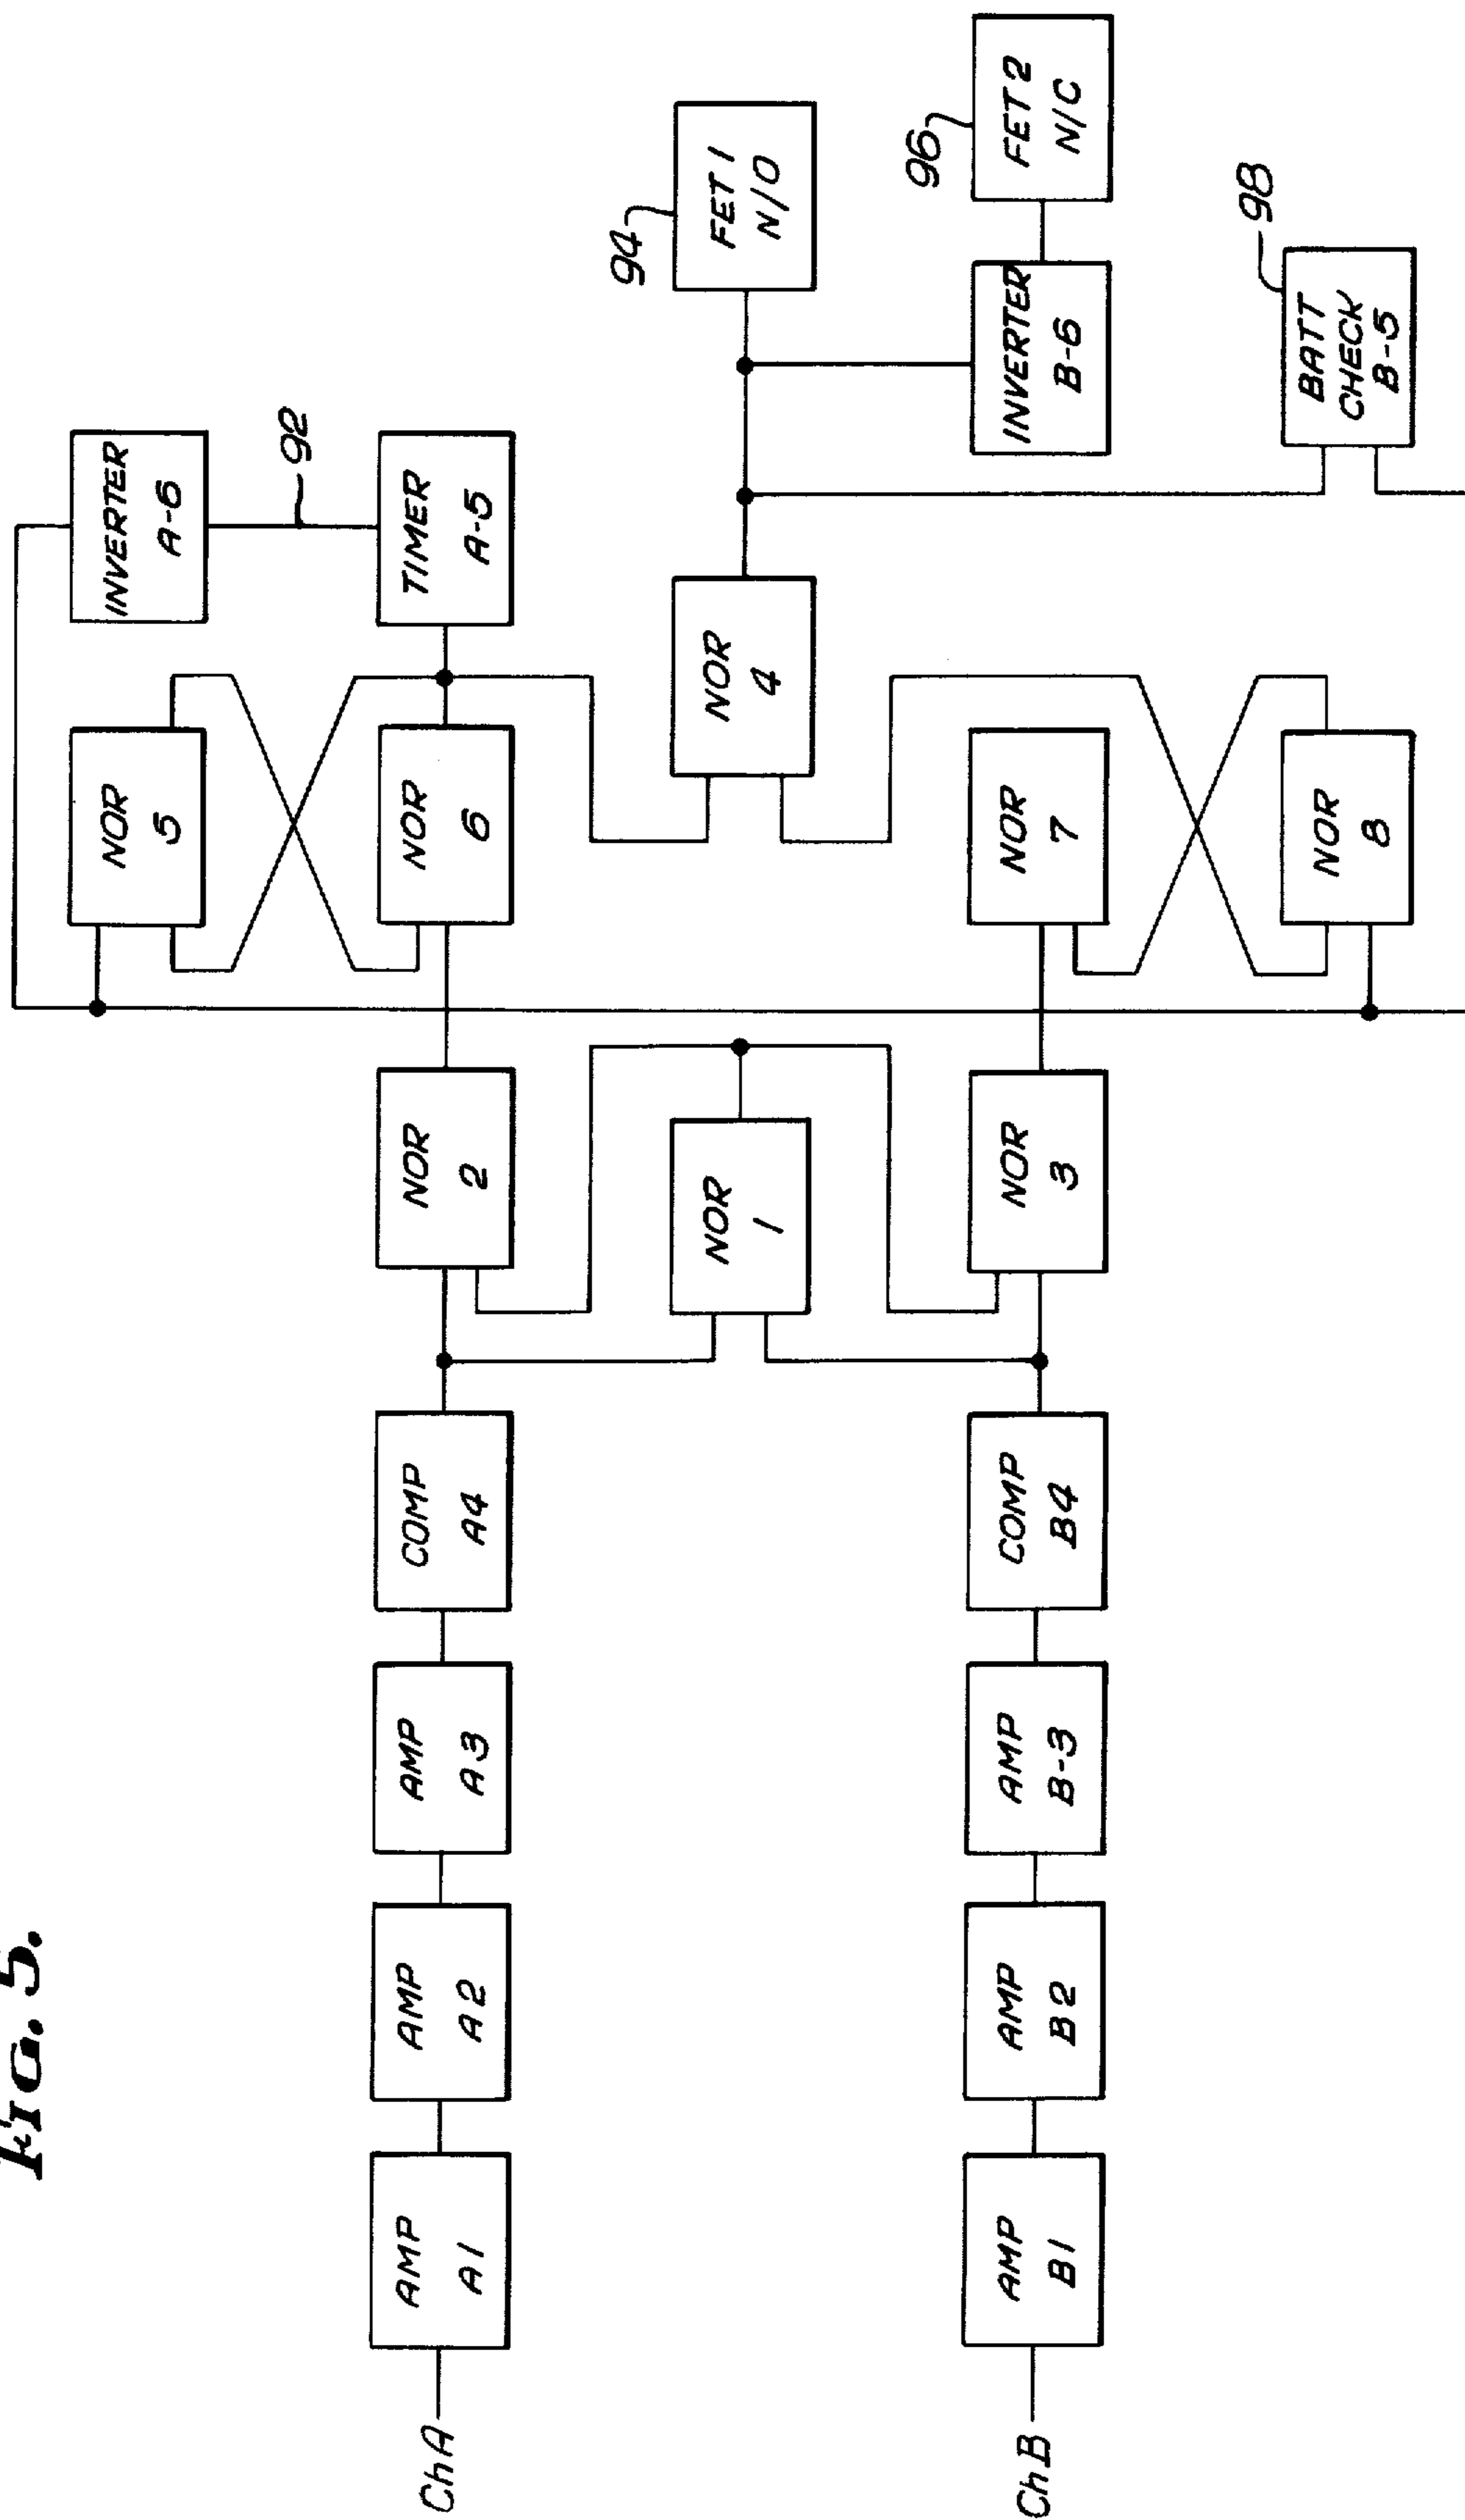 Fig. 5.
INVERTER
A-6
92
NOR
5
TIMER
A-5
NOR
6
NOR
2
COMP
A4
AMP
A3
AMP
A2
AMP
A1
Ch A
94
FET 1
N/O
NOR
4
NOR
1
96
FET 2
N/C
INVERTER
B-6
NOR
7
NOR
3
COMP
B4
AMP
B-3
AMP
B2
AMP
B1
Ch B
98
BATT
CHECK
B-5
NOR
8